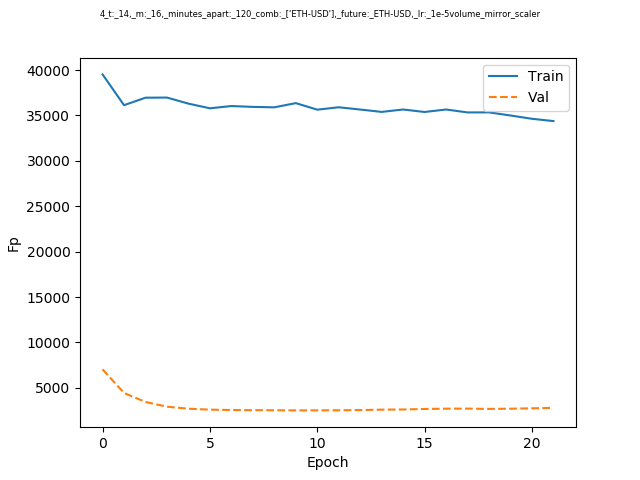 4_t:_14,_m:_16,_minutes_apart:_120_comb:_['ETH-USD'],_future:_ETH-USD,_lr:_1e-5volume_mirror_scaler
Train
Val
40000
35000
30000
25000
20000
15000
10000
5000
Fp
0 5 10 15 20
Epoch